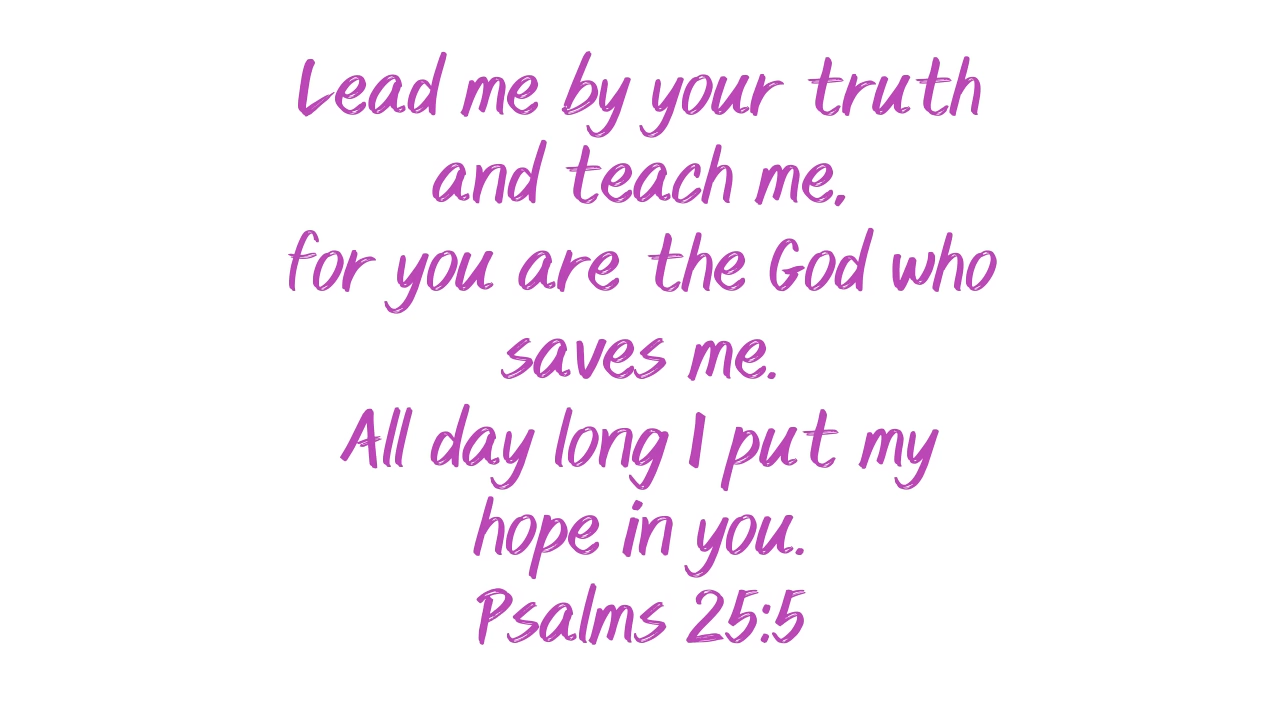 Lead me by your truth
and teach me,
for you are the God who
saves me.
All day long I put my
hope in you.
Psalms 25:5